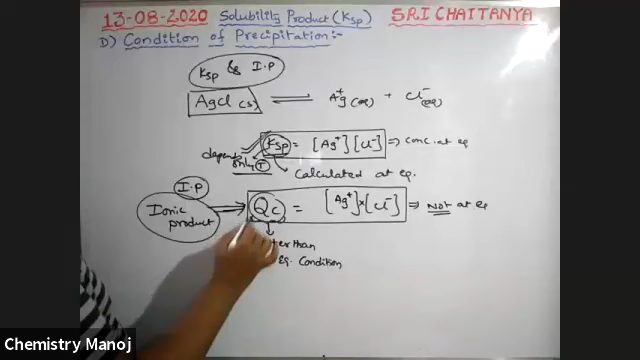 13-08-2020 Solubility Product (Ksp) SRI CHAITANYA
D) Condition of Precipitation:-
Ksp & I.P
AgCl (s) ⇌ Ag+ (aq) + Cl- (aq)
Ksp = [Ag+] [Cl-] ⇒ conc. at eq
only T
Calculated at eq.
I.P
Ionic product
Qc = [Ag+] × [Cl-] ⇒ Not at eq
than
Eq. Condition
Chemistry Manoj